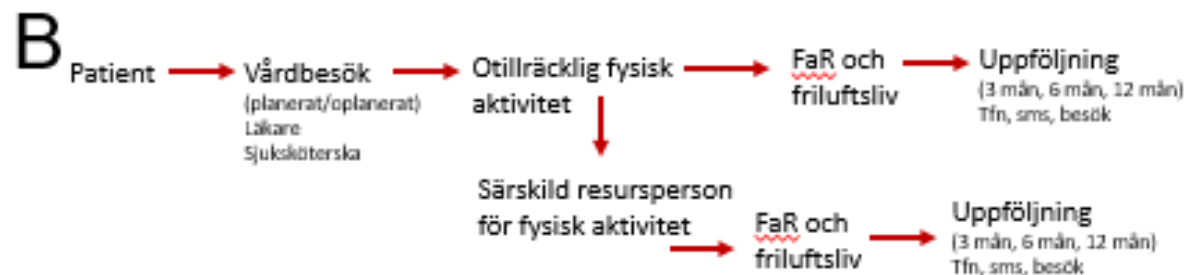 B
Patient
Vårdbesök
(planerat/oplanerat)
Läkare
Sjuksköterska
Otillräcklig fysisk
aktivitet
FaR och
friluftsliv
Uppföljning
(3 mån, 6 mån, 12 mån)
Tfn, sms, besök
Särskild resursperson
för fysisk aktivitet
FaR och
friluftsliv
Uppföljning
(3 mån, 6 mån, 12 mån)
Tfn, sms, besök